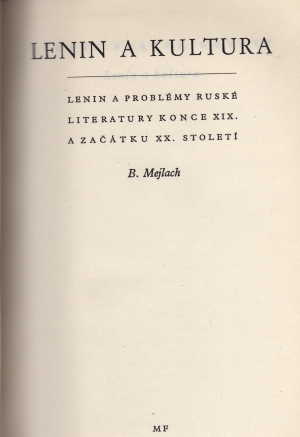 LENIN A KULTURA
LENIN A PROBLÉMY RUSKÉ
LITERATURY KONCE XIX.
A ZAČÁTKU XX. STOLETÍ
B. Mejlach
MF